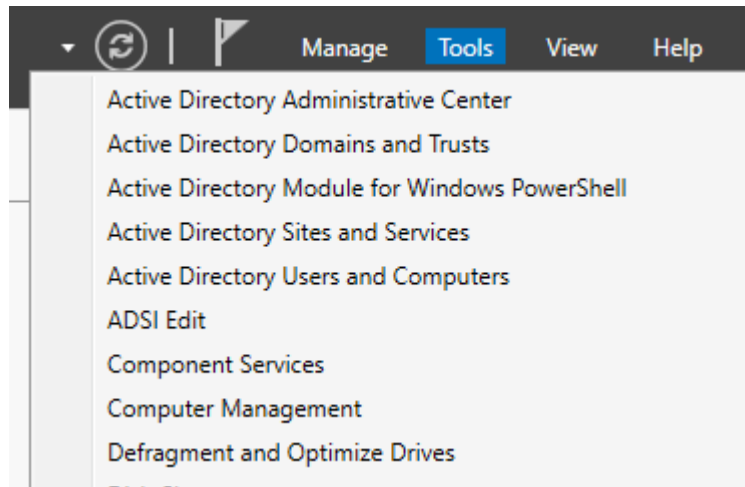 Manage Tools View Help
Active Directory Administrative Center
Active Directory Domains and Trusts
Active Directory Module for Windows PowerShell
Active Directory Sites and Services
Active Directory Users and Computers
ADSI Edit
Component Services
Computer Management
Defragment and Optimize Drives